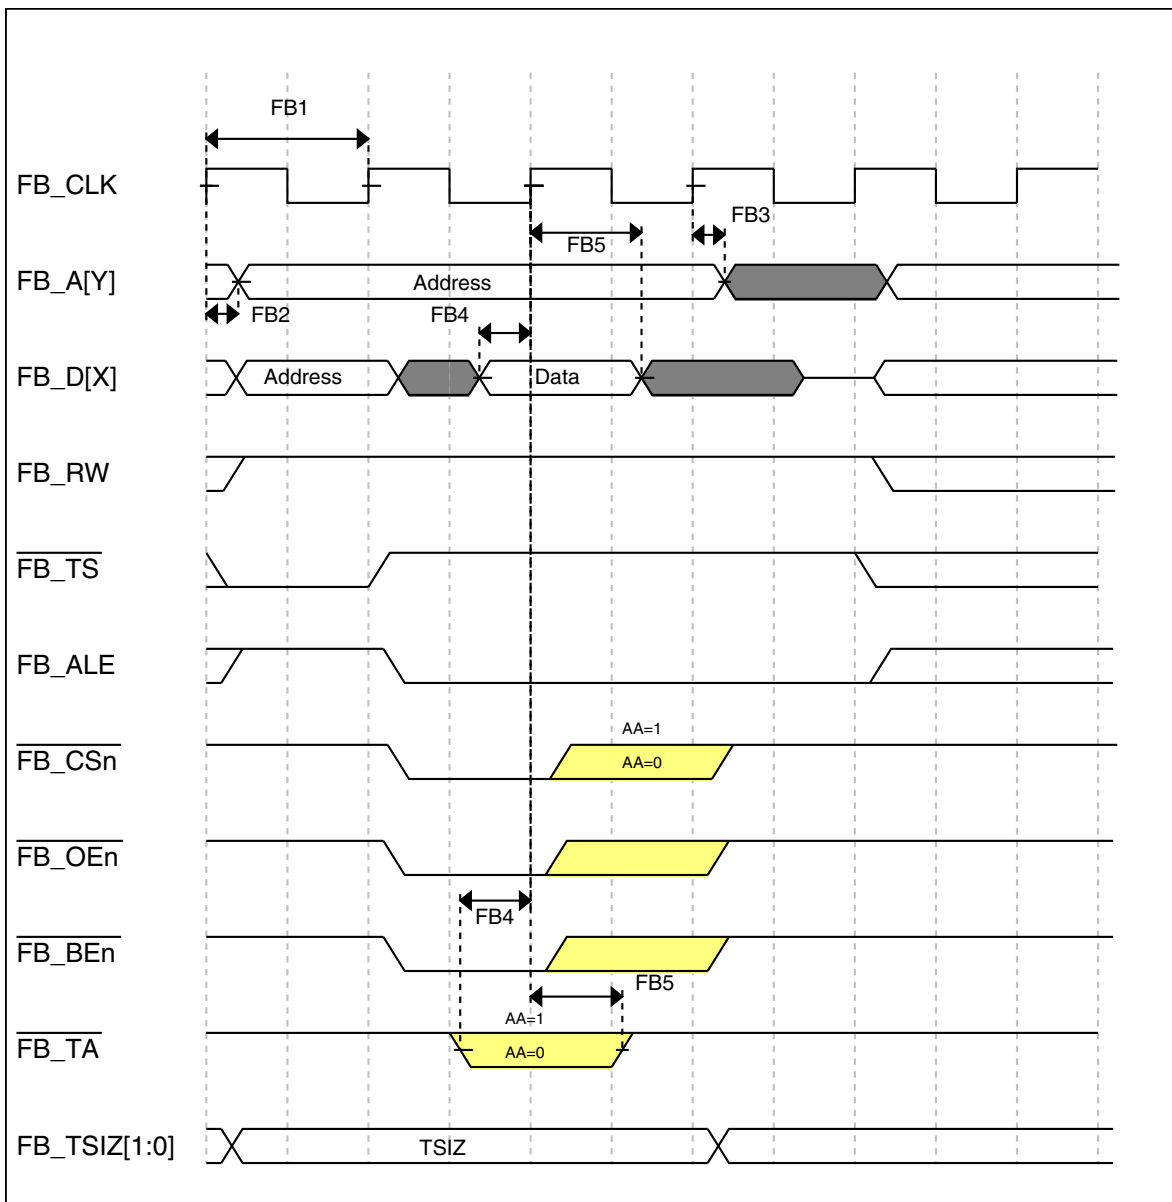 FB1
FB_CLK
FB3
FB5
FB_A[Y]
Address
FB2
FB4
FB_D[X]
Address
Data
FB_RW
FB_TS
FB_ALE
AA=1
FB_CSn
AA=0
FB_OEn
FB4
FB_BEn
FB5
AA=1
FB_TA
AA=0
FB_TSIZ[1:0]
TSIZ